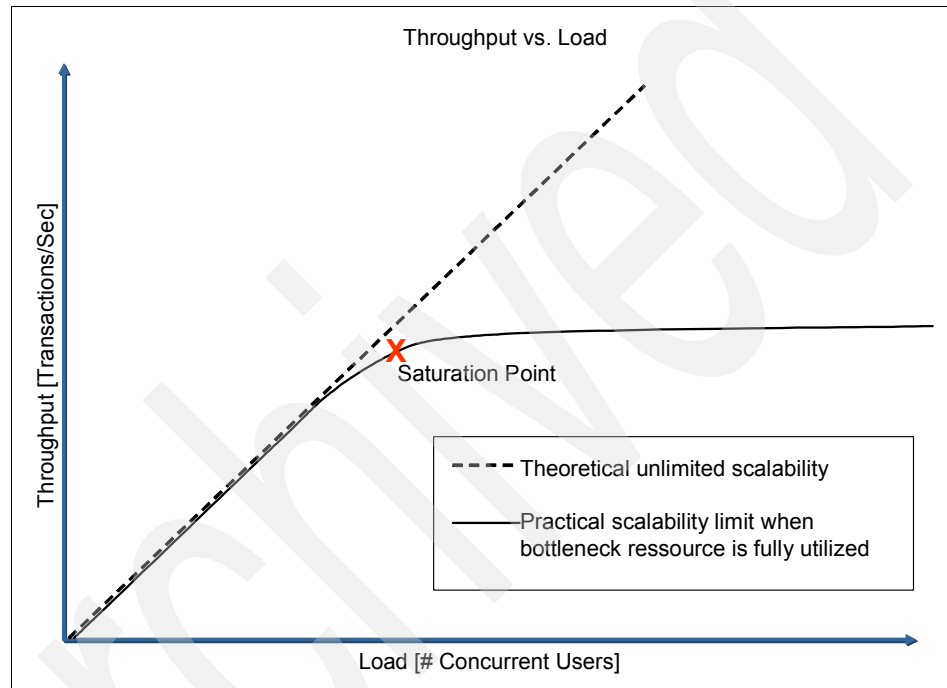 Throughput vs. Load
Throughput [Transactions/Sec]
X
Saturation Point
Theoretical unlimited scalability
Practical scalability limit when
bottleneck ressource is fully utilized
Load [# Concurrent Users]
rchived